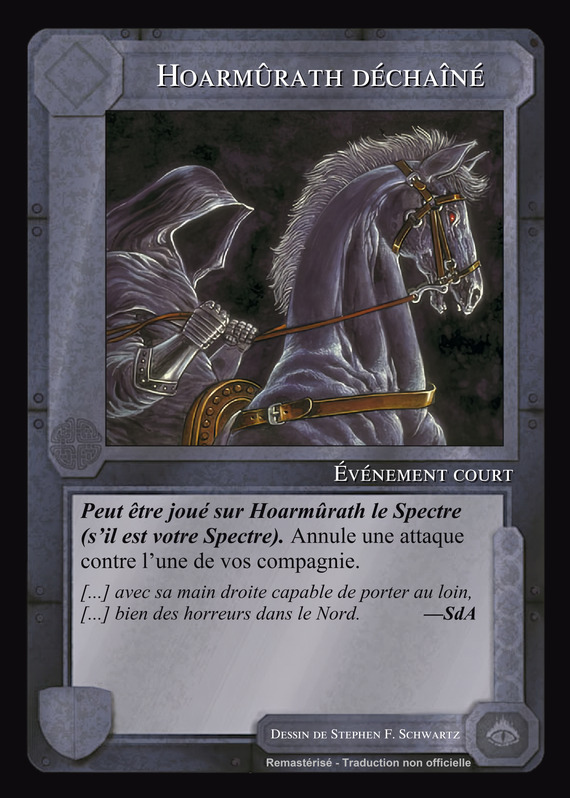 Hoarmûrath déchaîné
Événement court
Peut être joué sur Hoarmûrath le Spectre
(s’il est votre Spectre). Annule une attaque
contre l’une de vos compagnie.
[...] avec sa main droite capable de porter au loin,
[...] bien des horreurs dans le Nord. —SdA
Dessin de Stephen F. Schwartz
Remastérisé - Traduction non officielle